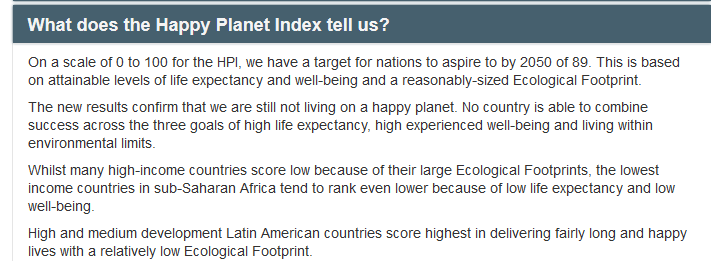 What does the Happy Planet Index tell us?
On a scale of 0 to 100 for the HPI, we have a target for nations to aspire to by 2050 of 89. This is based
on attainable levels of life expectancy and well-being and a reasonably-sized Ecological Footprint.
The new results confirm that we are still not living on a happy planet. No country is able to combine
success across the three goals of high life expectancy, high experienced well-being and living within
environmental limits.
Whilst many high-income countries score low because of their large Ecological Footprints, the lowest
income countries in sub-Saharan Africa tend to rank even lower because of low life expectancy and low
well-being.
High and medium development Latin American countries score highest in delivering fairly long and happy
lives with a relatively low Ecological Footprint.